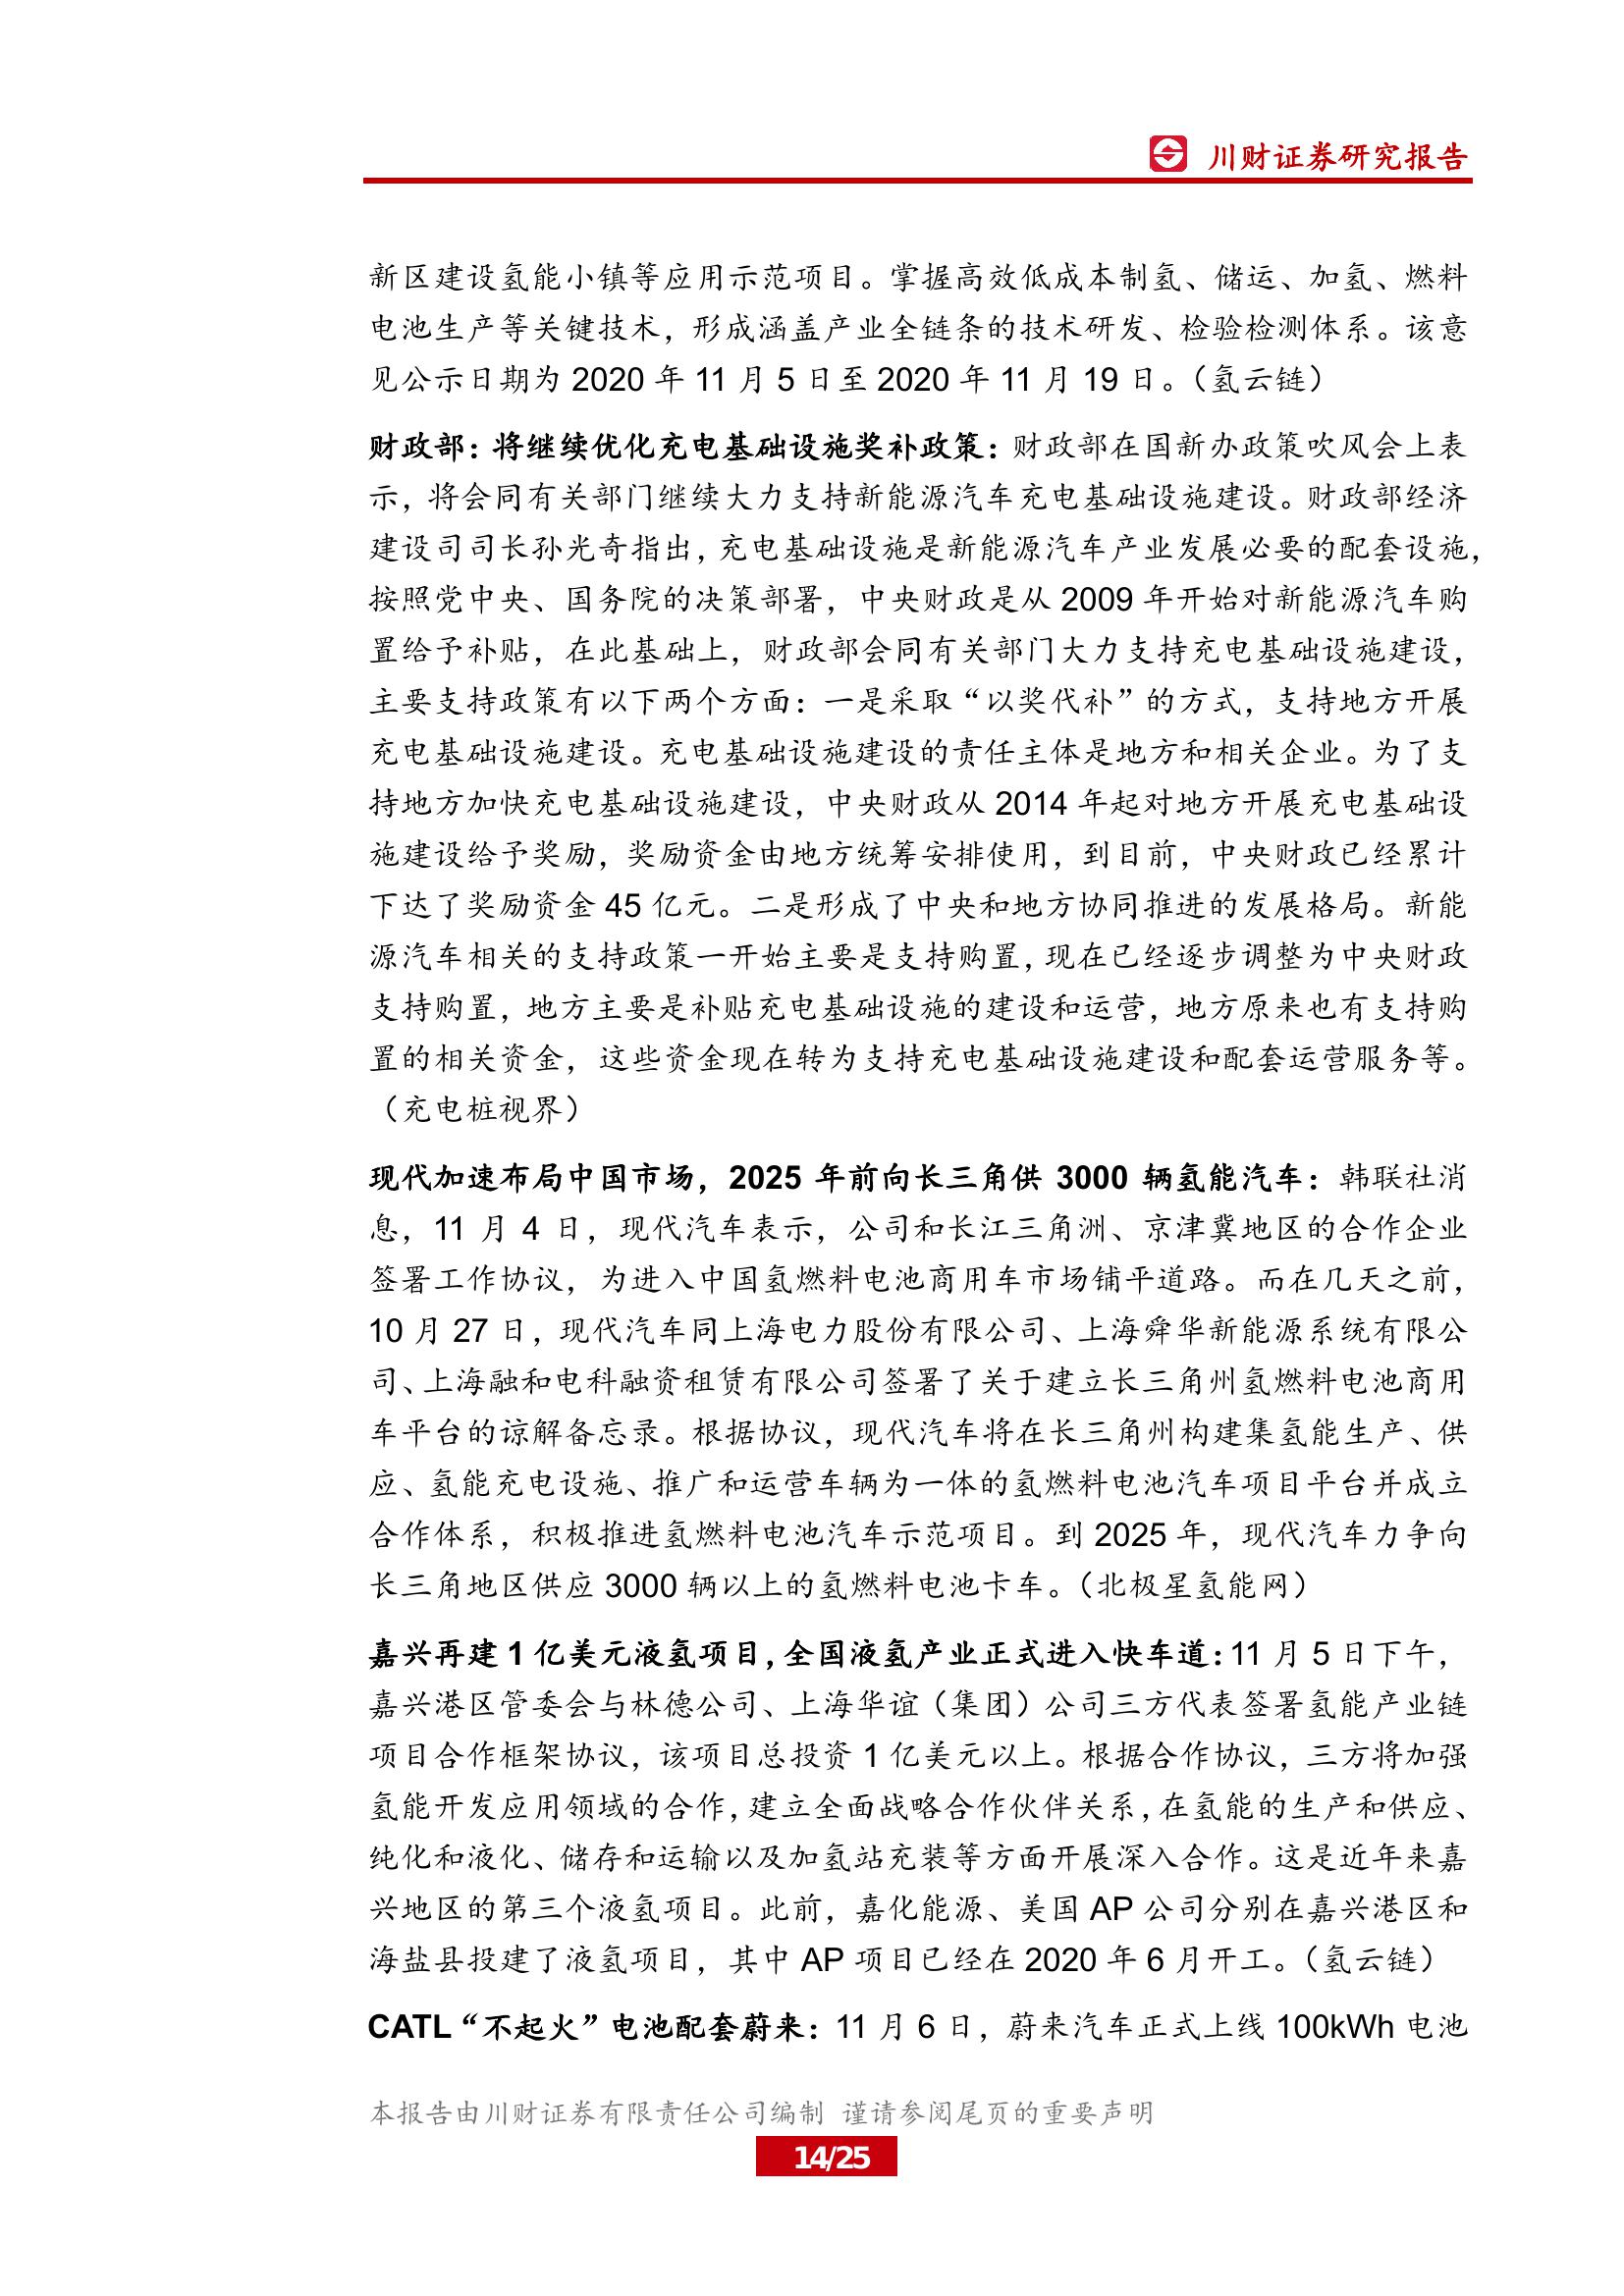 川财证券研究报告
新区建设氢能小镇等应用示范项目。掌握高效低成本制氢、储运、加氢、燃料
电池生产等关键技术，形成涵盖产业全链条的技术研发、检验检测体系。该意
见公示日期为 2020 年 11 月 5 日至 2020 年 11 月 19 日。（氢云链）
财政部：将继续优化充电基础设施奖补政策：财政部在国新办政策吹风会上表
示，将会同有关部门继续大力支持新能源汽车充电基础设施建设。财政部经济
建设司司长孙光奇指出，充电基础设施是新能源汽车产业发展必要的配套设施，
按照党中央、国务院的决策部署，中央财政是从 2009 年开始对新能源汽车购
置给予补贴，在此基础上，财政部会同有关部门大力支持充电基础设施建设，
主要支持政策有以下两个方面：一是采取“以奖代补”的方式，支持地方开展
充电基础设施建设。充电基础设施建设的责任主体是地方和相关企业。为了支
持地方加快充电基础设施建设，中央财政从 2014 年起对地方开展充电基础设
施建设给予奖励，奖励资金由地方统筹安排使用，到目前，中央财政已经累计
下达了奖励资金 45 亿元。二是形成了中央和地方协同推进的发展格局。新能
源汽车相关的支持政策一开始主要是支持购置，现在已经逐步调整为中央财政
支持购置，地方主要是补贴充电基础设施的建设和运营，地方原来也有支持购
置的相关资金，这些资金现在转为支持充电基础设施建设和配套运营服务等。
（充电桩视界）
现代加速布局中国市场，2025 年前向长三角供 3000 辆氢能汽车：韩联社消
息，11 月 4 日，现代汽车表示，公司和长江三角洲、京津冀地区的合作企业
签署工作协议，为进入中国氢燃料电池商用车市场铺平道路。而在几天之前，
10 月 27 日，现代汽车同上海电力股份有限公司、上海舜华新能源系统有限公
司、上海融和电科融资租赁有限公司签署了关于建立长三角州氢燃料电池商用
车平台的谅解备忘录。根据协议，现代汽车将在长三角州构建集氢能生产、供
应、氢能充电设施、推广和运营车辆为一体的氢燃料电池汽车项目平台并成立
合作体系，积极推进氢燃料电池汽车示范项目。到 2025 年，现代汽车力争向
长三角地区供应 3000 辆以上的氢燃料电池卡车。（北极星氢能网）
嘉兴再建 1 亿美元液氢项目，全国液氢产业正式进入快车道：11 月 5 日下午，
嘉兴港区管委会与林德公司、上海华谊（集团）公司三方代表签署氢能产业链
项目合作框架协议，该项目总投资 1 亿美元以上。根据合作协议，三方将加强
氢能开发应用领域的合作，建立全面战略合作伙伴关系，在氢能的生产和供应、
纯化和液化、储存和运输以及加氢站充装等方面开展深入合作。这是近年来嘉
兴地区的第三个液氢项目。此前，嘉化能源、美国 AP 公司分别在嘉兴港区和
海盐县投建了液氢项目，其中 AP 项目已经在 2020 年 6 月开工。（氢云链）
CATL“不起火”电池配套蔚来：11 月 6 日，蔚来汽车正式上线 100kWh 电池
本报告由川财证券有限责任公司编制 谨请参阅尾页的重要声明
14/25